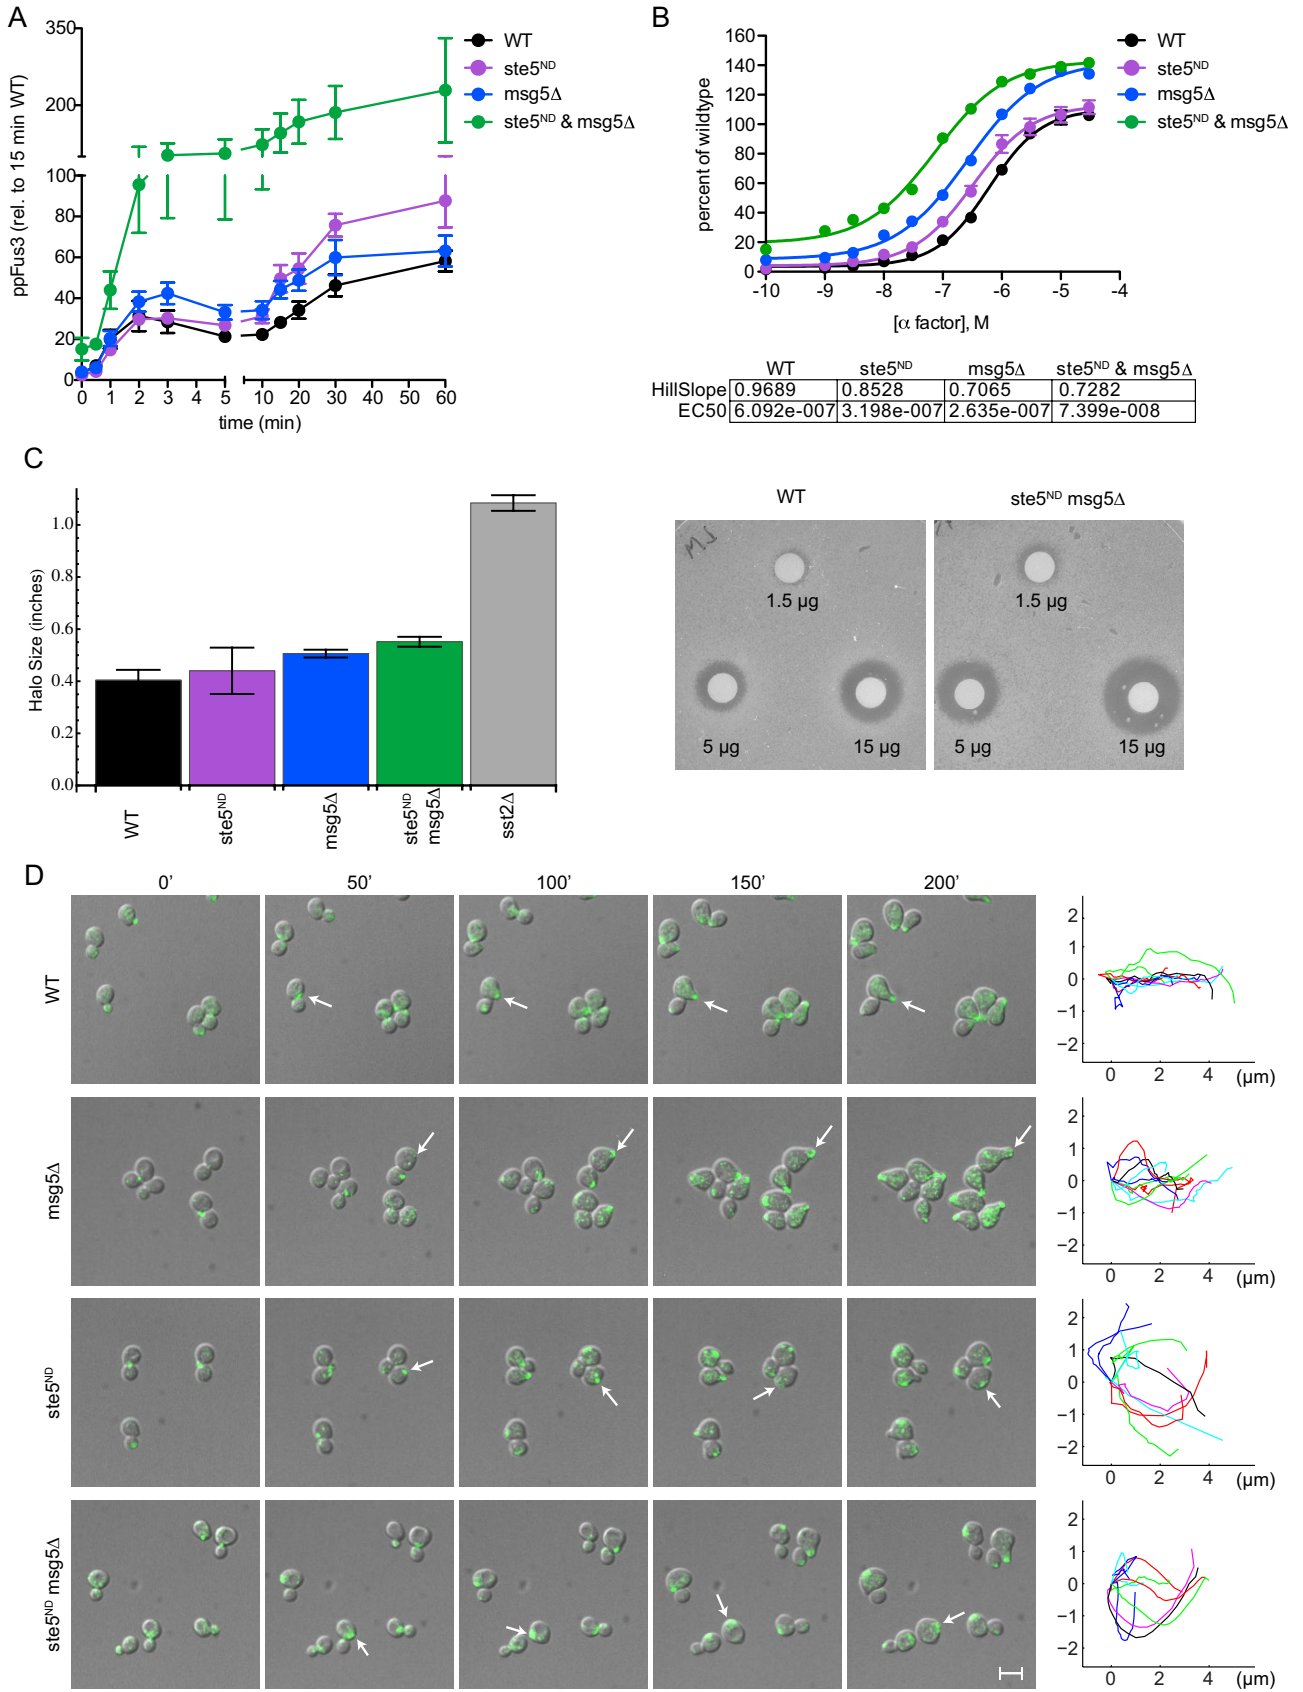 A
350
200
100
80
60
40
20
0
ppFus3 (rel. to 15 min WT)
0 1 2 3 4 5 10 20 30 40 50 60
time (min)
WT
ste5ND
msg5Δ
ste5ND & msg5Δ
B
160
140
120
100
80
60
40
20
0
percent of wildtype
-10 -9 -8 -7 -6 -5 -4
[α factor], M
WT
ste5ND
msg5Δ
ste5ND & msg5Δ
WT ste5ND msg5Δ ste5ND & msg5Δ
HillSlope 0.9689 0.8528 0.7065 0.7282
EC50 6.092e-007 3.198e-007 2.635e-007 7.399e-008
C
1.0
0.8
0.6
0.4
0.2
0.0
Halo Size (inches)
WT
ste5ND
msg5Δ
ste5ND
msg5Δ
sst2Δ
WT
1.5 µg
5 µg 15 µg
ste5ND msg5Δ
1.5 µg
5 µg 15 µg
D
0' 50' 100' 150' 200'
WT
2
1
0
−1
−2
0 2 4 (µm)
msg5Δ
2
1
0
−1
−2
0 2 4 (µm)
ste5ND
2
1
0
−1
−2
0 2 4 (µm)
ste5ND msg5Δ
2
1
0
−1
−2
0 2 4 (µm)